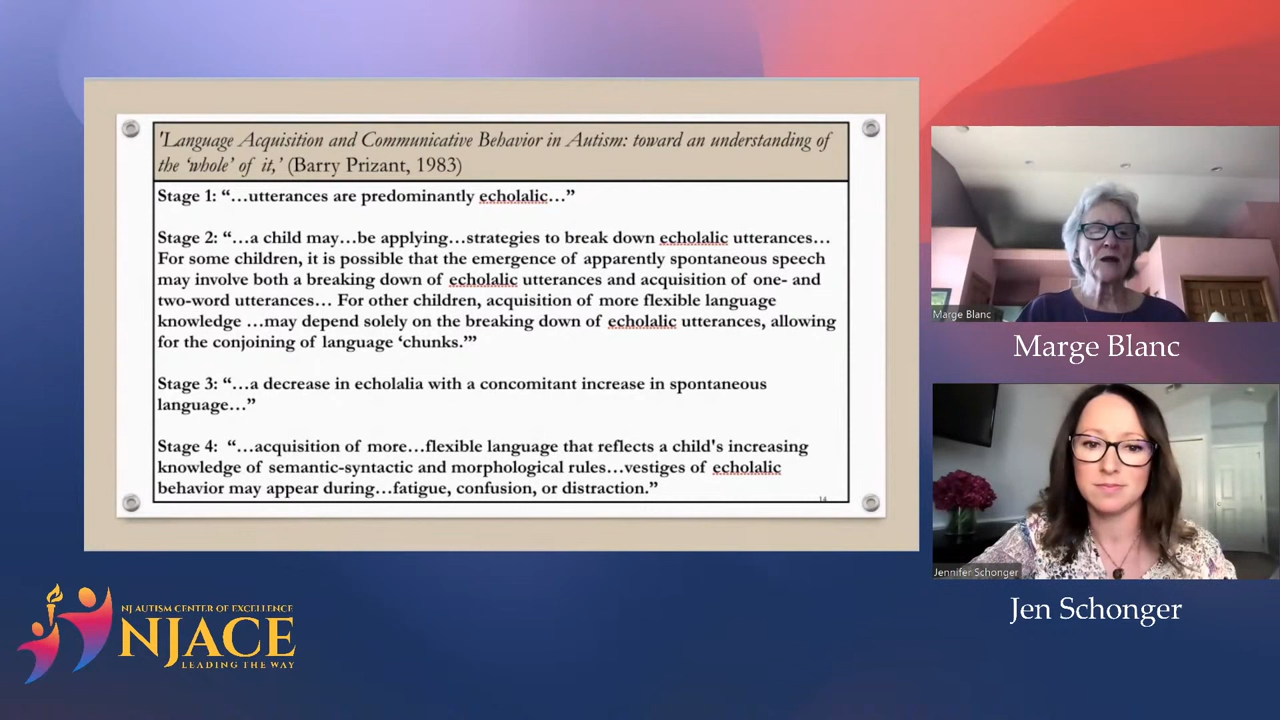 'Language Acquisition and Communicative Behavior in Autism: toward an understanding of
the ‘whole’ of it,’ (Barry Prizant, 1983)
Stage 1: “…utterances are predominantly echolalic…”
Stage 2: “…a child may…be applying…strategies to break down echolalic utterances…
For some children, it is possible that the emergence of apparently spontaneous speech
may involve both a breaking down of echolalic utterances and acquisition of one- and
two-word utterances… For other children, acquisition of more flexible language
knowledge …may depend solely on the breaking down of echolalic utterances, allowing
for the conjoining of language ‘chunks.’”
Stage 3: “…a decrease in echolalia with a concomitant increase in spontaneous
language…”
Stage 4: “…acquisition of more…flexible language that reflects a child's increasing
knowledge of semantic-syntactic and morphological rules…vestiges of echolalic
behavior may appear during…fatigue, confusion, or distraction.”
14
Marge Blanc
Marge Blanc
Jennifer Schonger
Jen Schonger
NJ AUTISM CENTER OF EXCELLENCE
NJACE
LEADING THE WAY